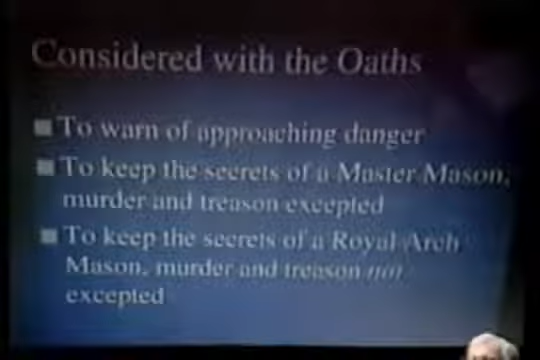 Considered with the Oaths
To warn of approaching danger
To keep the secrets of a Master Mason,
murder and treason excepted
To keep the secrets of a Royal Arch
Mason, murder and treason not
excepted